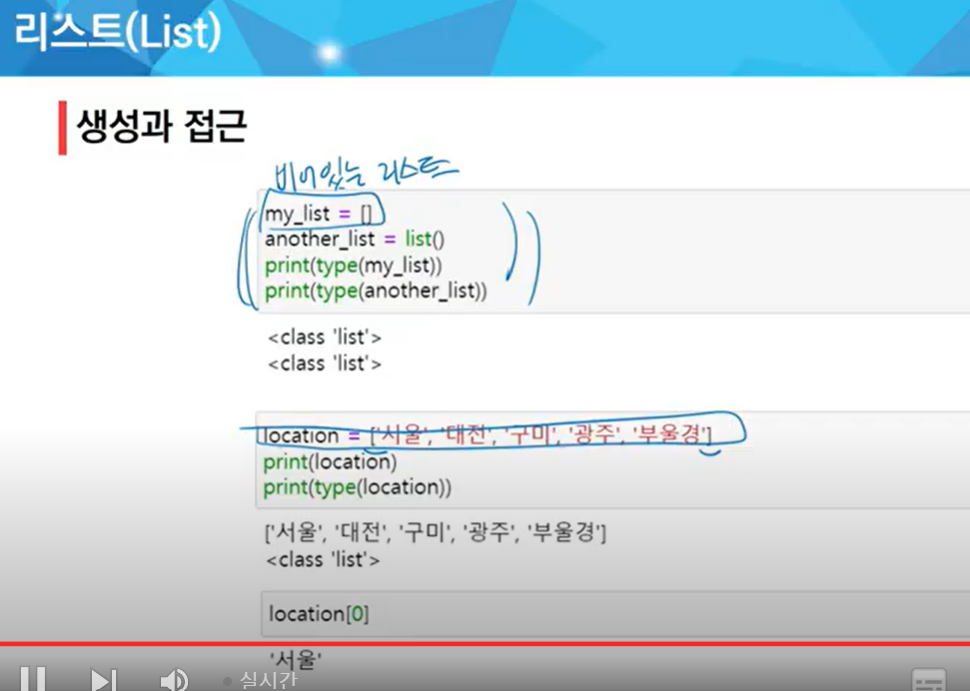 리스트(List)
생성과 접근
비어있는 리스트
my_list = []
another_list = list()
print(type(my_list))
print(type(another_list))
<class 'list'>
<class 'list'>
location = ['서울', '대전', '구미', '광주', '부울경']
print(location)
print(type(location))
['서울', '대전', '구미', '광주', '부울경']
<class 'list'>
location[0]
'서울'
실시간